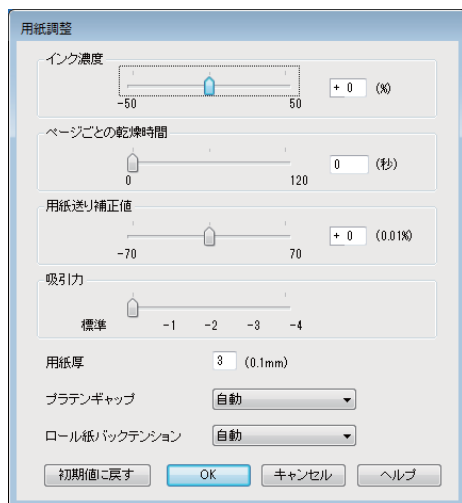 用紙調整
インク濃度
-50 50 + 0 (%)
ページごとの乾燥時間
0 120 0 (秒)
用紙送り補正値
-70 70 + 0 (0.01%)
吸引力
標準 -1 -2 -3 -4
用紙厚 3 (0.1mm)
プラテンギャップ 自動
ロール紙バックテンション 自動
初期値に戻す OK キャンセル ヘルプ